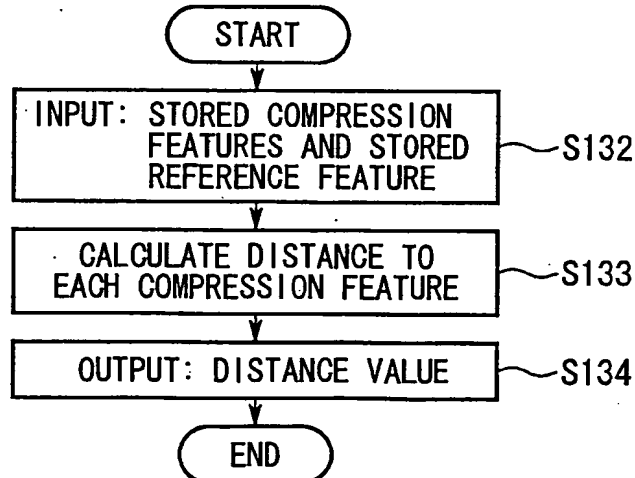 START
INPUT: STORED COMPRESSION
FEATURES AND STORED
REFERENCE FEATURE
S132
CALCULATE DISTANCE TO
EACH COMPRESSION FEATURE
S133
OUTPUT: DISTANCE VALUE
S134
END